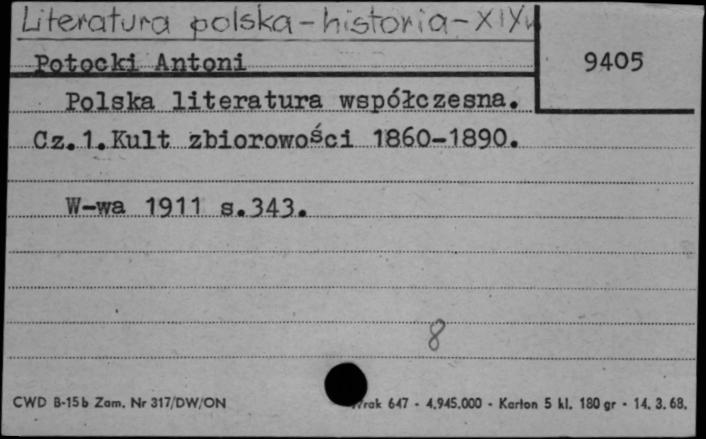 Literatura polska - historia - XIX w
Potocki Antoni
9405
Polska literatura współczesna.
Cz.1.Kult zbiorowości 1860-1890.
W-wa 1911 s.343.
8
CWD B-15b Zam. Nr 317/DW/ON
647 - 4.945.000 - Karton 5 kl. 180 gr - 14. 3. 68.